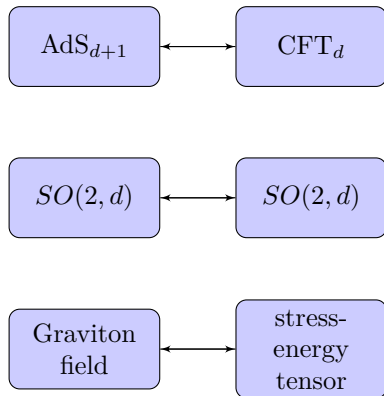 AdS_{d+1}
CFT_d
SO(2, d)
SO(2, d)
Graviton
field
stress-
energy
tensor